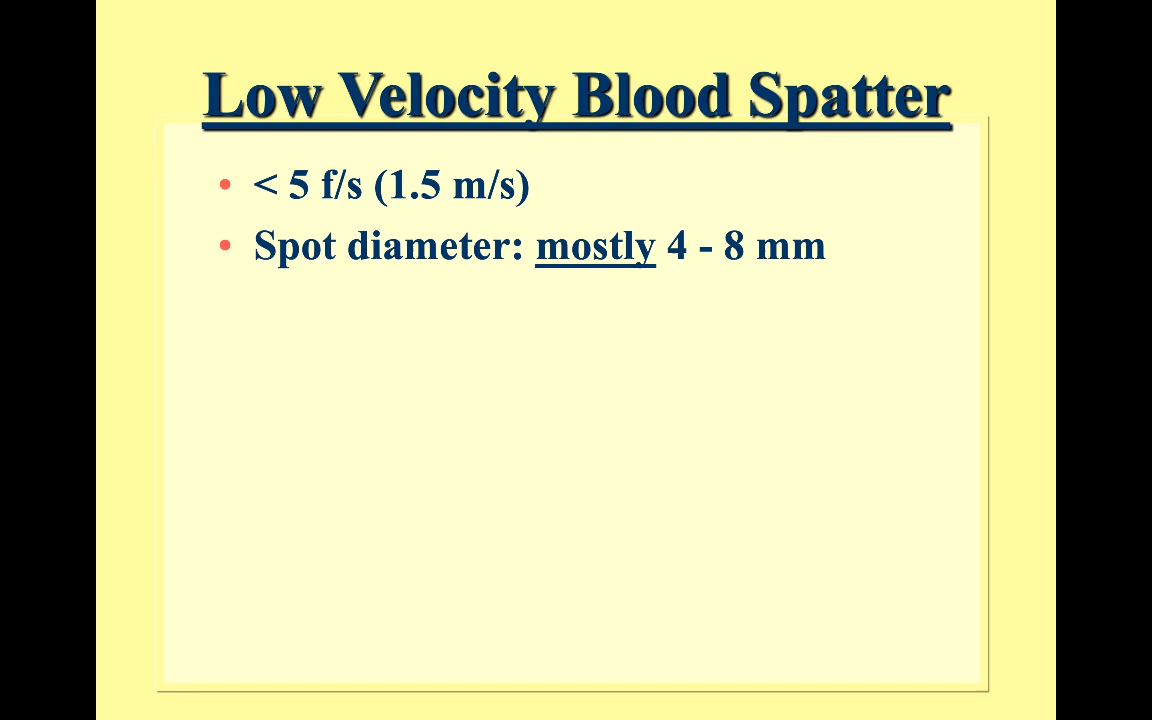 Low Velocity Blood Spatter
• < 5 f/s (1.5 m/s)
• Spot diameter: mostly 4 - 8 mm